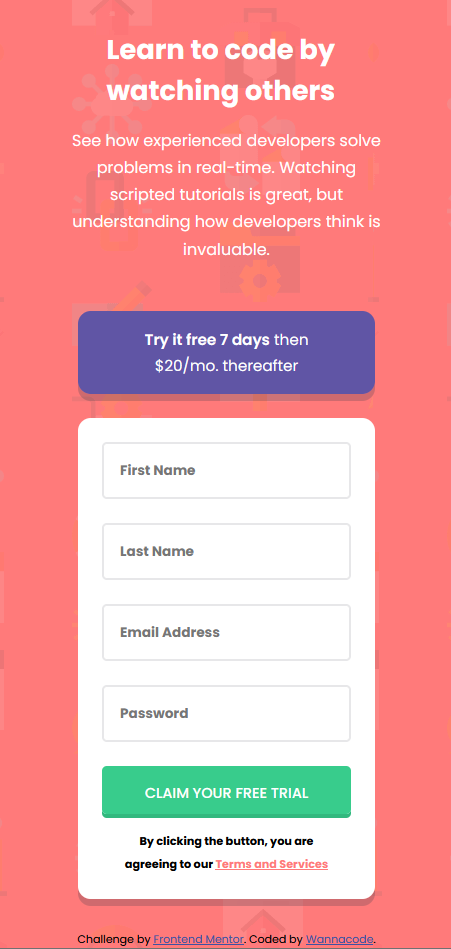 Learn to code by
watching others
See how experienced developers solve
problems in real-time. Watching
scripted tutorials is great, but
understanding how developers think is
invaluable.
Try it free 7 days then
$20/mo. thereafter
First Name
Last Name
Email Address
Password
CLAIM YOUR FREE TRIAL
By clicking the button, you are
agreeing to our Terms and Services
Challenge by Frontend Mentor. Coded by Wannacode.